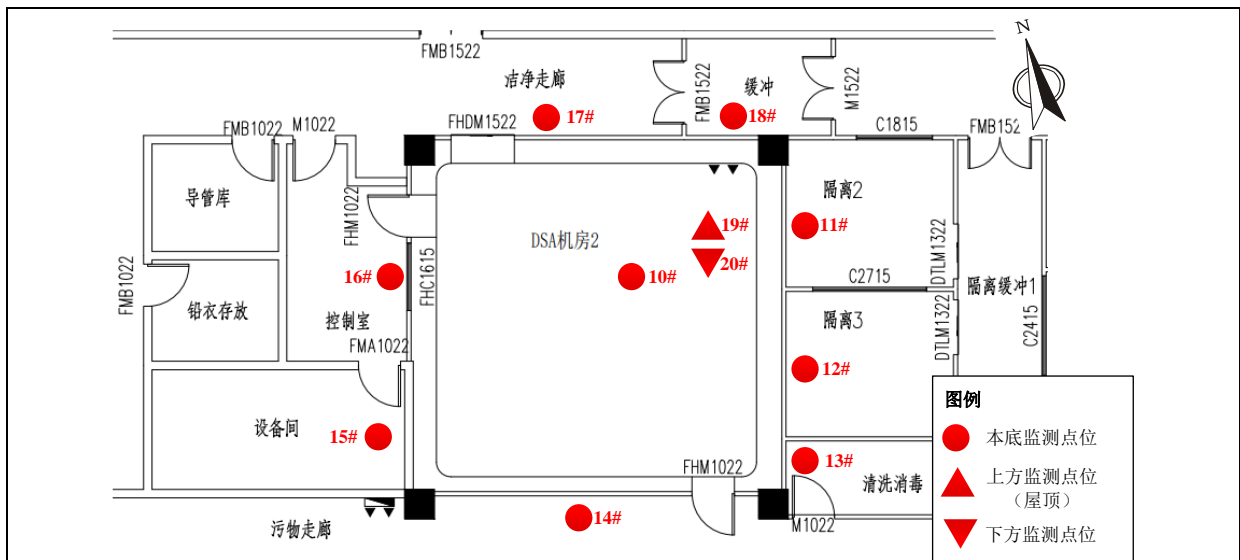 N
FMB1522
洁净走廊
FMB1522
缓冲
M1522
17#
18#
FMB1022
M1022
FHDM1522
C1815
FMB152
导管库
FHM1022
隔离2
19#
11#
DSA机房2
DTLM1322
20#
FMB1022
16#
FHC1615
10#
C2715
隔离缓冲1
铅衣存放
控制室
隔离3
DTLM1322
C2415
FMA1022
12#
图例
设备间
15#
本底监测点位
FHM1022
13#
清洗消毒
上方监测点位
（屋顶）
污物走廊
14#
M1022
下方监测点位